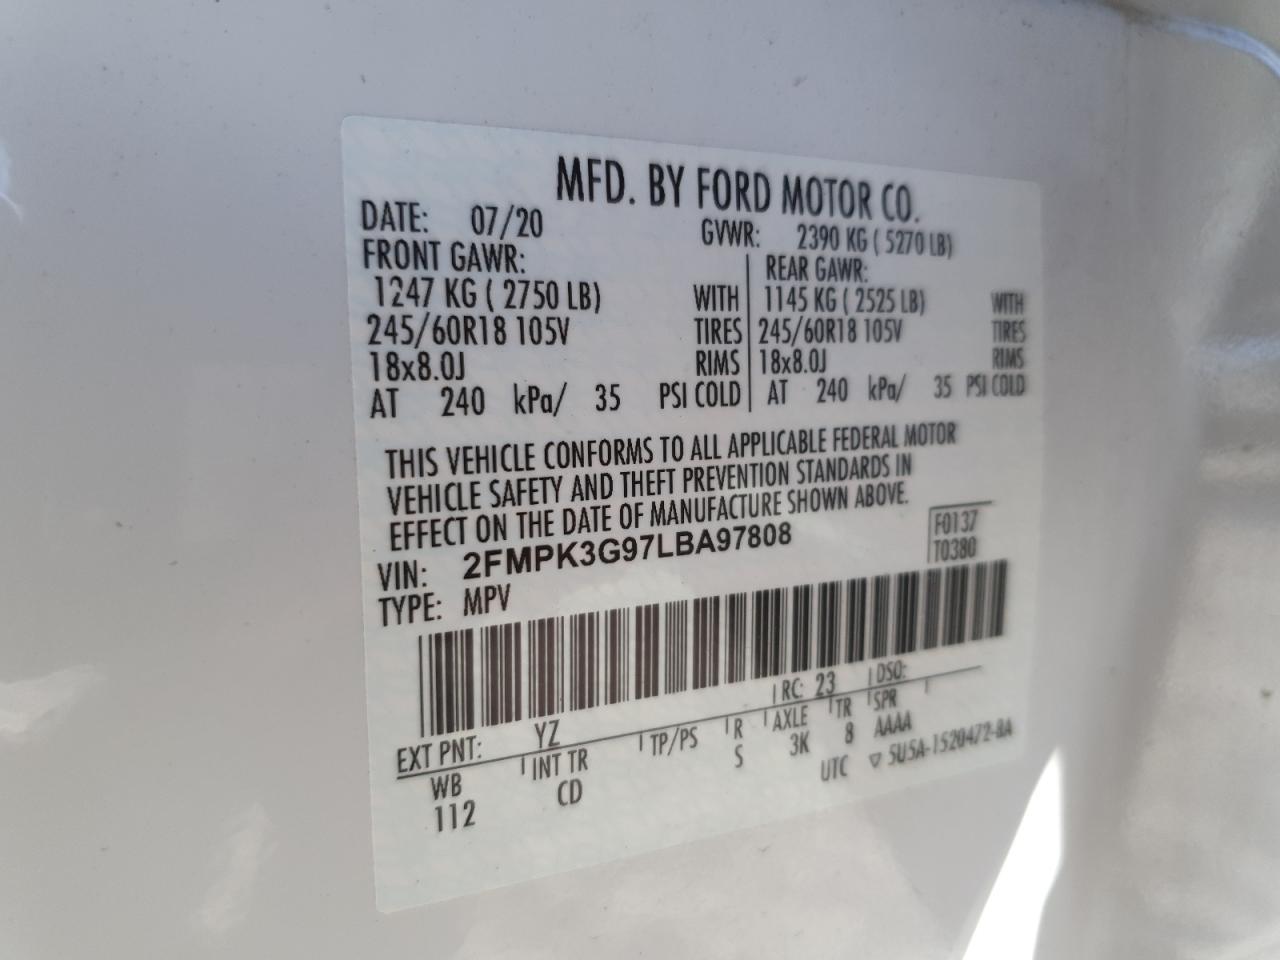 MFD. BY FORD MOTOR CO.
DATE: 07/20 GVWR: 2390 KG ( 5270 LB)
FRONT GAWR: REAR GAWR:
1247 KG ( 2750 LB) WITH 1145 KG ( 2525 LB) WITH
245/60R18 105V TIRES 245/60R18 105V TIRES
18x8.0J RIMS 18x8.0J RIMS
AT 240 kPa/ 35 PSI COLD AT 240 kPa/ 35 PSI COLD
THIS VEHICLE CONFORMS TO ALL APPLICABLE FEDERAL MOTOR
VEHICLE SAFETY AND THEFT PREVENTION STANDARDS IN
EFFECT ON THE DATE OF MANUFACTURE SHOWN ABOVE.
VIN: 2FMPK3G97LBA97808 F0137
TYPE: MPV T0380
EXT PNT: YZ RC: 23 DSO:
WB INT TR TP/PS R AXLE TR SPR
112 CD S 3K 8 AAAA
UTC ▽ 5U5A-1520472-BA